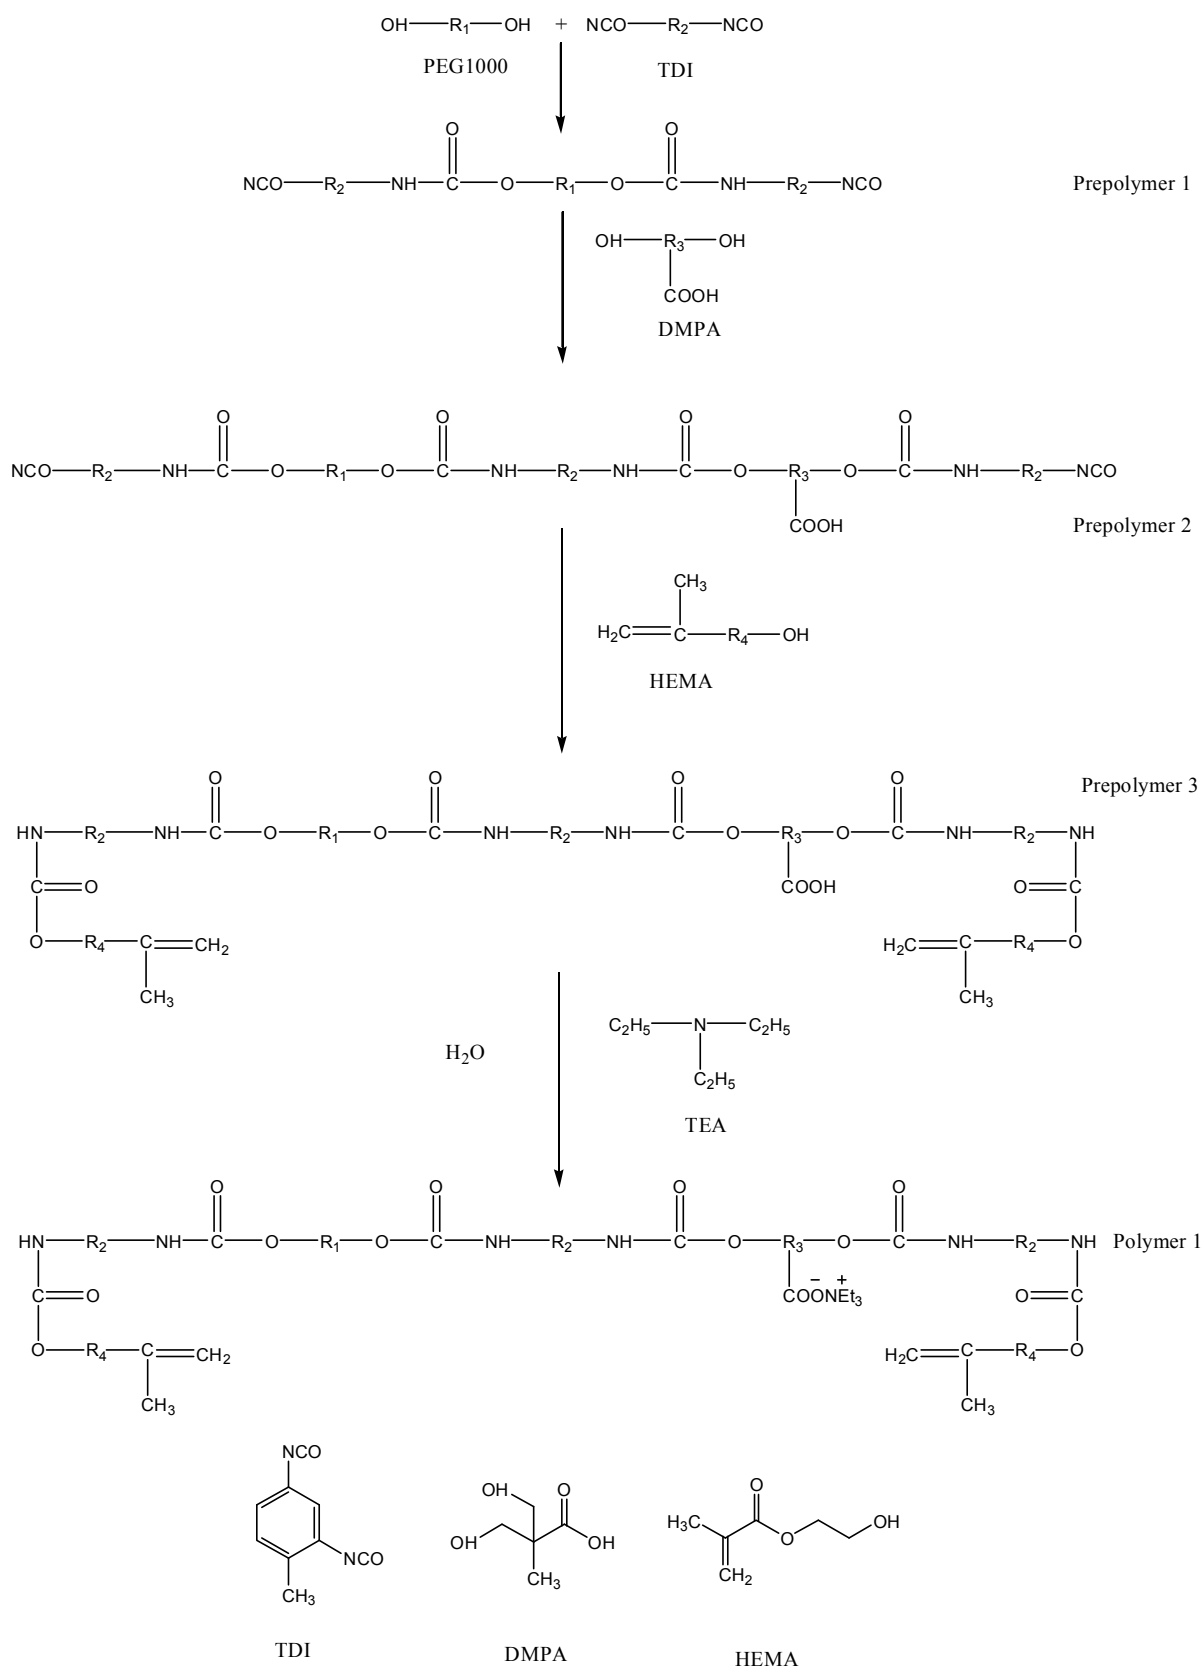 OH R₁ OH + NCO R₂ NCO
PEG1000 TDI
O O
NCO R₂ NH C O R₁ O C NH R₂ NCO Prepolymer 1
OH R₃ OH
COOH
DMPA
O O O O
NCO R₂ NH C O R₁ O C NH R₂ NH C O R₃ O C NH R₂ NCO
COOH Prepolymer 2
CH₃
H₂C C R₄ OH
HEMA
O O O O Prepolymer 3
HN R₂ NH C O R₁ O C NH R₂ NH C O R₃ O C NH R₂ NH
C O COOH O C
O R₄ C CH₂ H₂C C R₄ O
CH₃ CH₃
C₂H₅ N C₂H₅
H₂O
C₂H₅
TEA
O O O O
HN R₂ NH C O R₁ O C NH R₂ NH C O R₃ O C NH R₂ NH Polymer 1
− +
C O COONEt₃ O C
O R₄ C CH₂ H₂C C R₄ O
CH₃ CH₃
NCO
NCO
CH₃
TDI
OH O
OH OH
CH₃
DMPA
O
H₃C O OH
CH₂
HEMA